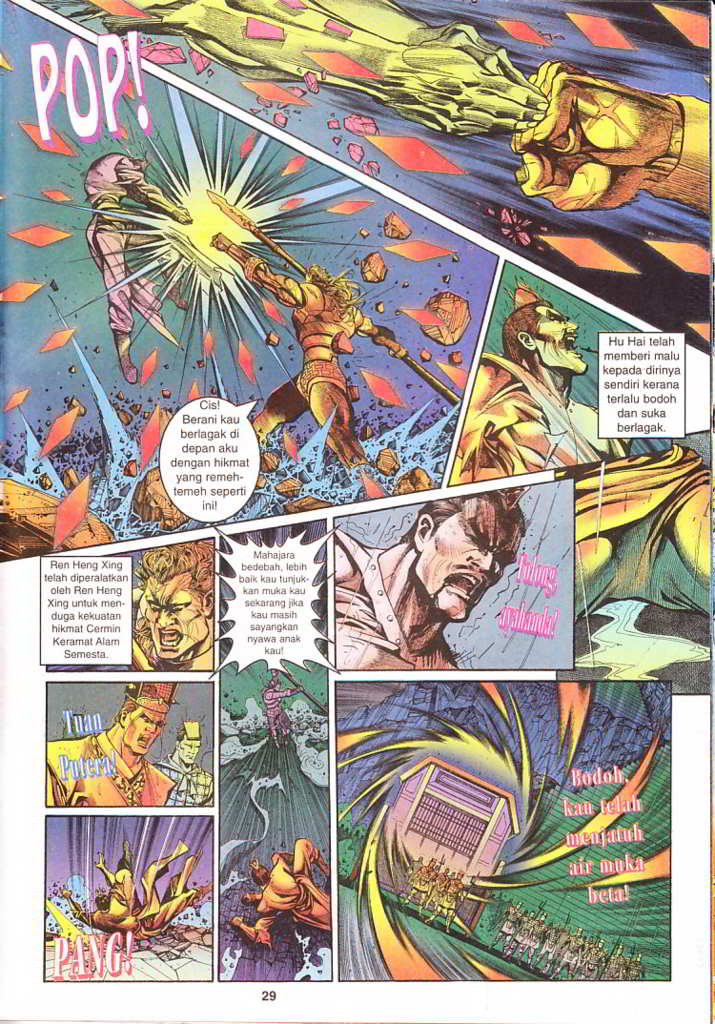 POP!
Cis!
Berani kau
berlagak di
depan aku
dengan hikmat
yang remeh-
temeh seperti
ini!
Hu Hai telah
memberi malu
kepada dirinya
sendiri kerana
terlalu bodoh
dan suka
berlagak.
Ren Heng Xing
telah diperalatkan
oleh Ren Heng
Xing untuk men-
duga kekuatan
hikmat Cermin
Keramat Alam
Semesta.
Mahajara
bedebah, lebih
baik kau tunjuk-
kan muka kau
sekarang jika
kau masih
sayangkan
nyawa anak
kau!
Tolong,
ayahanda!
Tuan
Putera!
PANG!
Bodoh,
kau telah
menjatuh
air muka
beta!
29